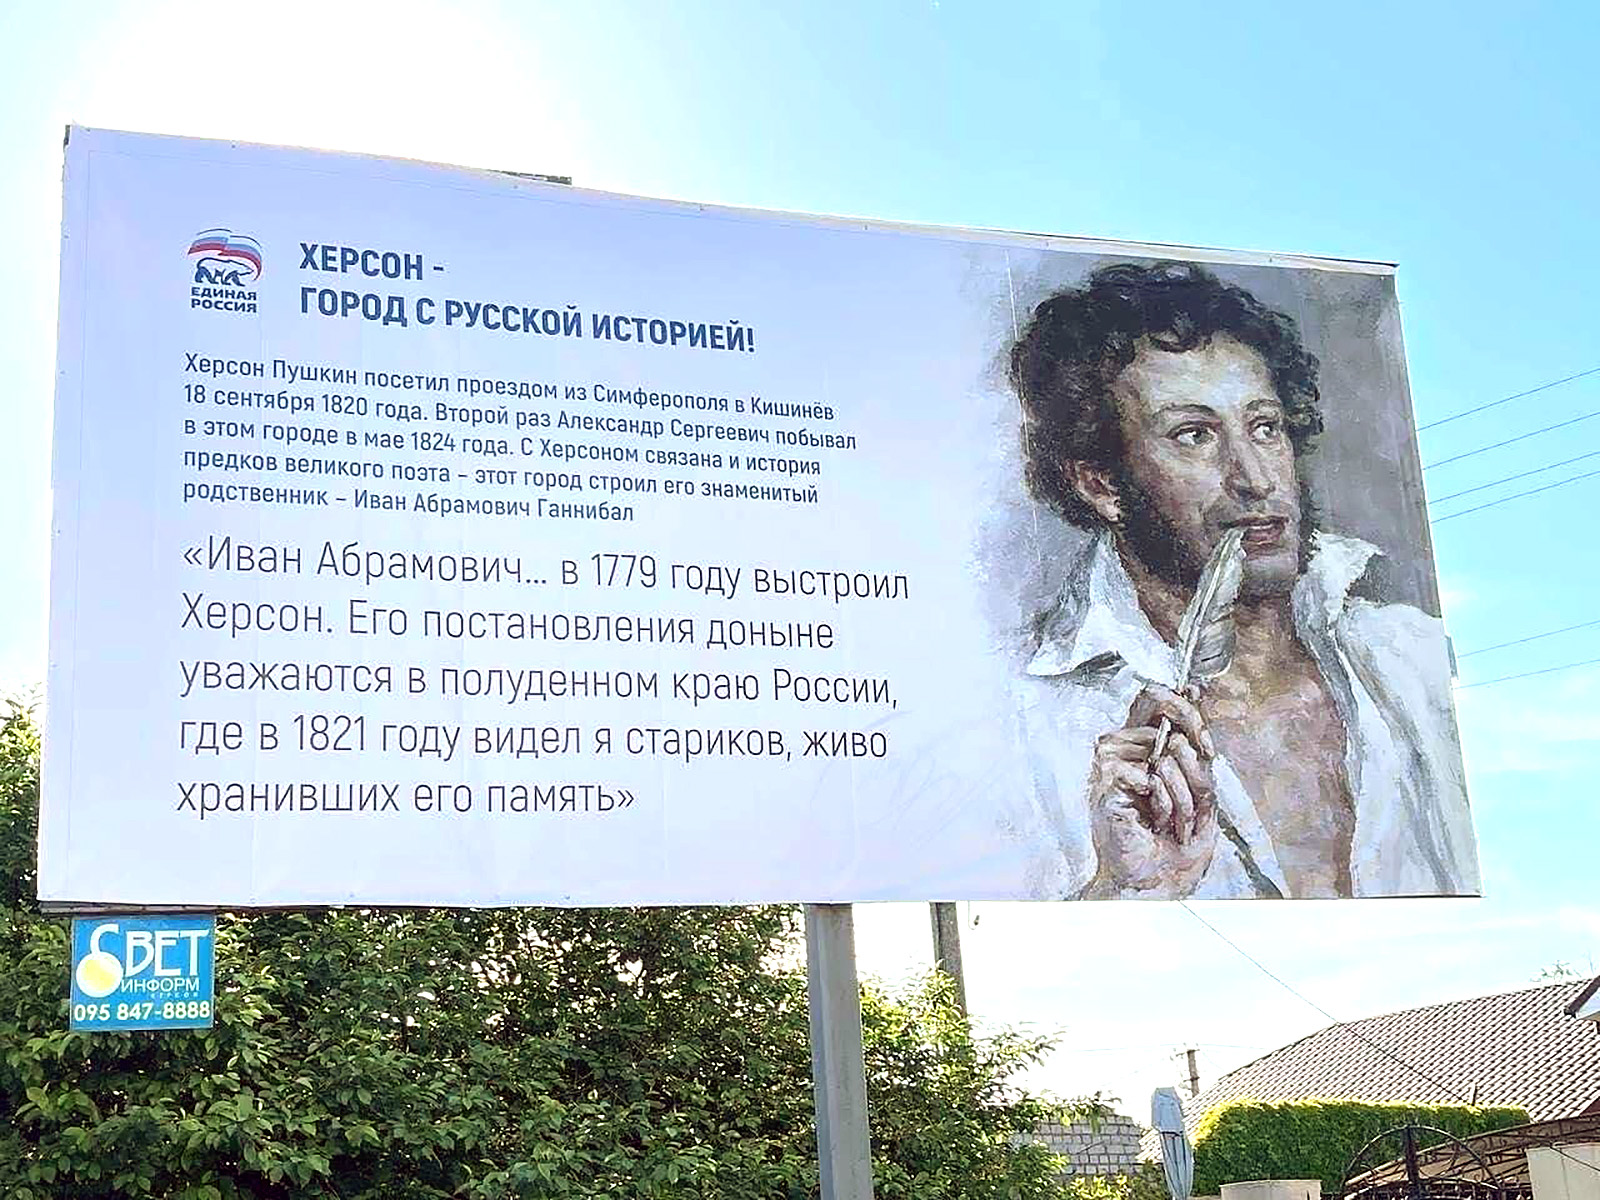 ЕДИНАЯ
РОССИЯ
ХЕРСОН -
ГОРОД С РУССКОЙ ИСТОРИЕЙ!
Херсон Пушкин посетил проездом из Симферополя в Кишинёв
18 сентября 1820 года. Второй раз Александр Сергеевич побывал
в этом городе в мае 1824 года. С Херсоном связана и история
предков великого поэта – этот город строил его знаменитый
родственник – Иван Абрамович Ганнибал
«Иван Абрамович... в 1779 году выстроил
Херсон. Его постановления доныне
уважаются в полуденном краю России,
где в 1821 году видел я стариков, живо
хранивших его память»
СВЕТ
ИНФОРМ
ХЕРСОН
095 847-8888